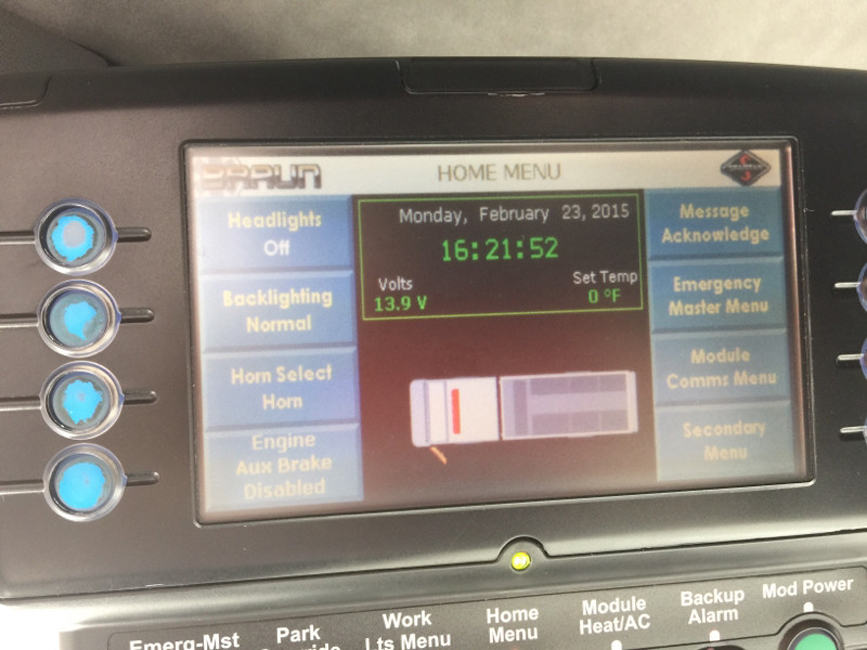 BRAUN
HOME MENU
Headlights
Off
Backlighting
Normal
Horn Select
Horn
Engine
Aux Brake
Disabled
Monday, February 23, 2015
16:21:52
Volts
13.9 V
Set Temp
0 °F
Message
Acknowledge
Emergency
Master Menu
Module
Comms Menu
Secondary
Menu
Emerg-Mst
Park
Work
Lts Menu
Home
Menu
Module
Heat/AC
Backup
Alarm
Mod Power